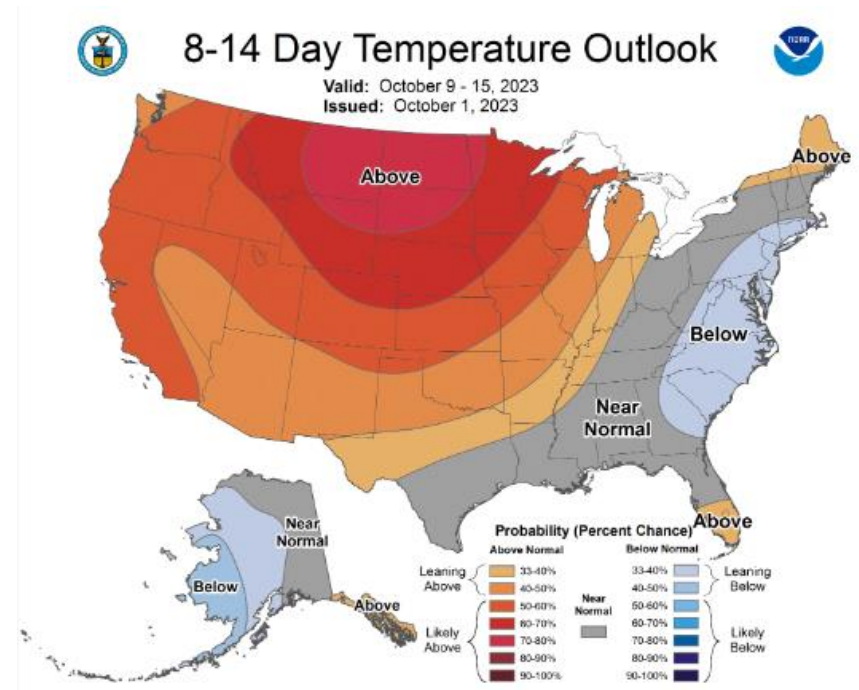 8-14 Day Temperature Outlook
Valid: October 9 - 15, 2023
Issued: October 1, 2023
NOAA
Above
Above
Below
Near
Normal
Above
Near
Normal
Below
Above
Probability (Percent Chance)
Above Normal
Below Normal
Leaning
Above
33-40%
40-50%
Likely
Above
50-60%
60-70%
70-80%
80-90%
90-100%
Near
Normal
33-40%
40-50%
Leaning
Below
50-60%
60-70%
70-80%
80-90%
90-100%
Likely
Below